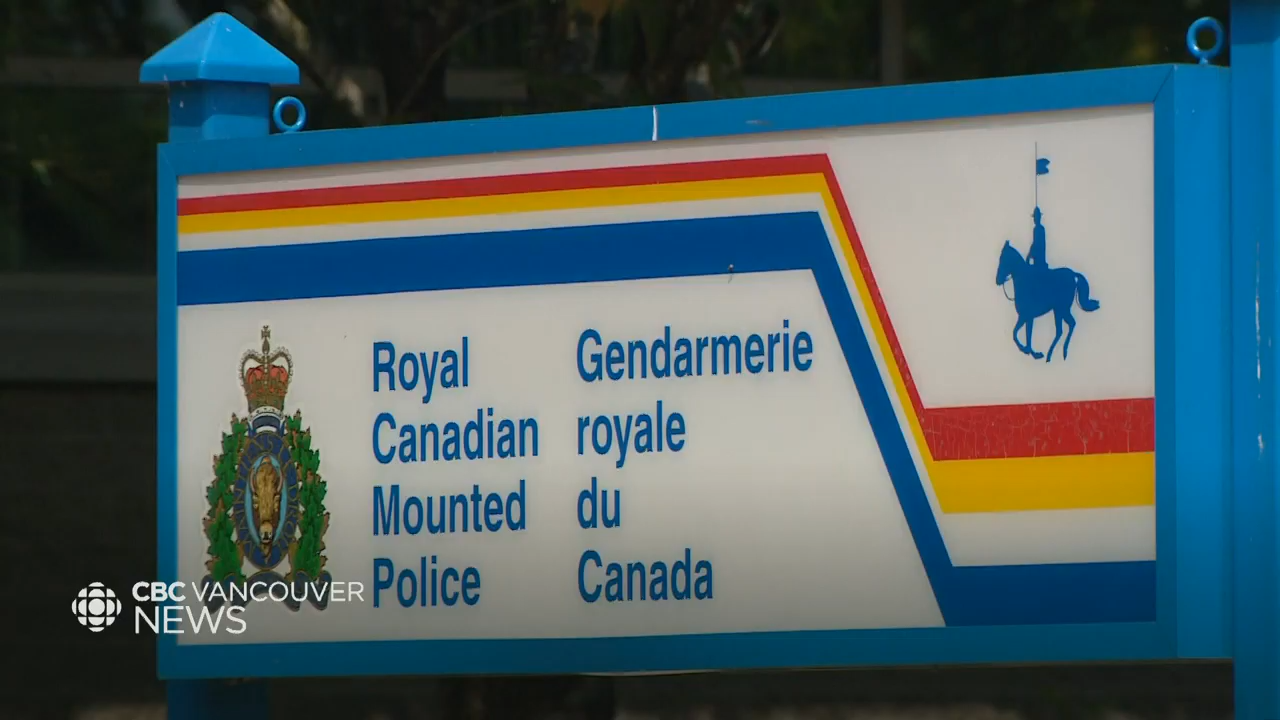 Royal
Canadian
Mounted
Police
Gendarmerie
royale
du
Canada
CBC VANCOUVER
NEWS